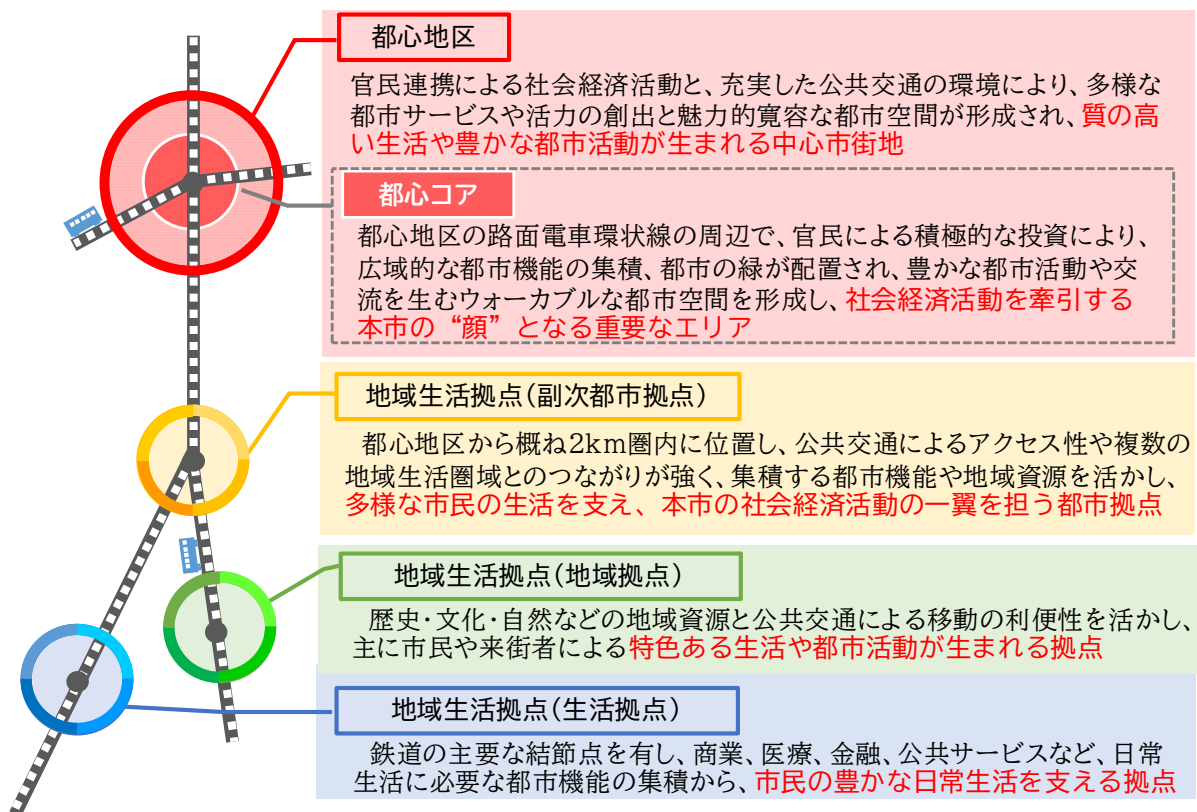 都心地区
官民連携による社会経済活動と、充実した公共交通の環境により、多様な
都市サービスや活力の創出と魅力的寛容な都市空間が形成され、質の高
い生活や豊かな都市活動が生まれる中心市街地
都心コア
都心地区の路面電車環状線の周辺で、官民による積極的な投資により、
広域的な都市機能の集積、都市の緑が配置され、豊かな都市活動や交
流を生むウォーカブルな都市空間を形成し、社会経済活動を牽引する
本市の“顔”となる重要なエリア
地域生活拠点(副次都市拠点)
都心地区から概ね2km圏内に位置し、公共交通によるアクセス性や複数の
地域生活圏域とのつながりが強く、集積する都市機能や地域資源を活かし、
多様な市民の生活を支え、本市の社会経済活動の一翼を担う都市拠点
地域生活拠点(地域拠点)
歴史・文化・自然などの地域資源と公共交通による移動の利便性を活かし、
主に市民や来街者による特色ある生活や都市活動が生まれる拠点
地域生活拠点(生活拠点)
鉄道の主要な結節点を有し、商業、医療、金融、公共サービスなど、日常
生活に必要な都市機能の集積から、市民の豊かな日常生活を支える拠点